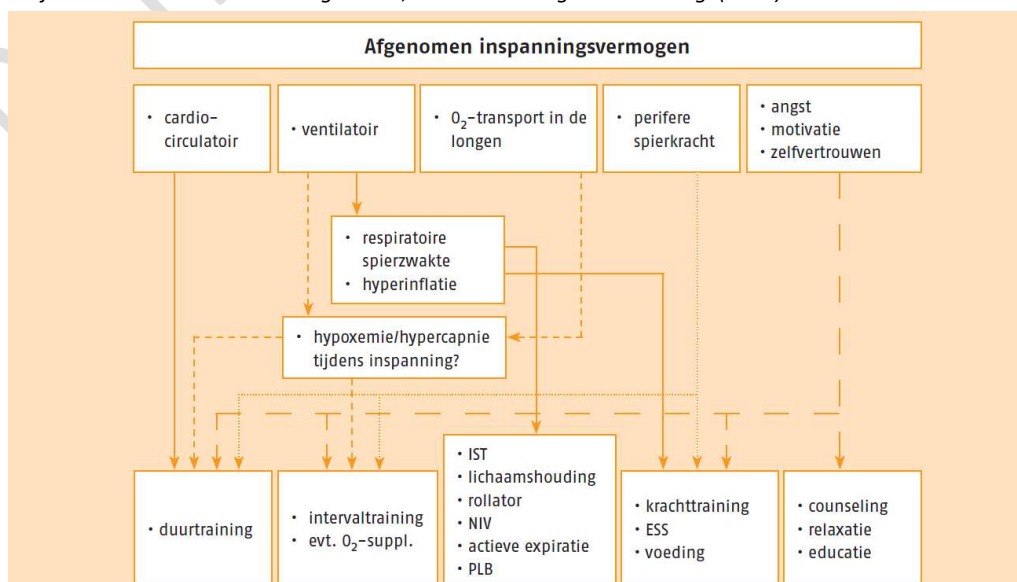 Afgenomen inspanningsvermogen
• cardio-
circulatoir
• ventilatoir
• O₂-transport in de
longen
• perifere
spierkracht
• angst
• motivatie
• zelfvertrouwen
• respiratoire
spierzwakte
• hyperinflatie
• hypoxemie/hypercapnie
tijdens inspanning?
• duurtraining
• intervaltraining
• evt. O₂-suppl.
• IST
• lichaamshouding
• rollator
• NIV
• actieve expiratie
• PLB
• krachttraining
• ESS
• voeding
• counseling
• relaxatie
• educatie